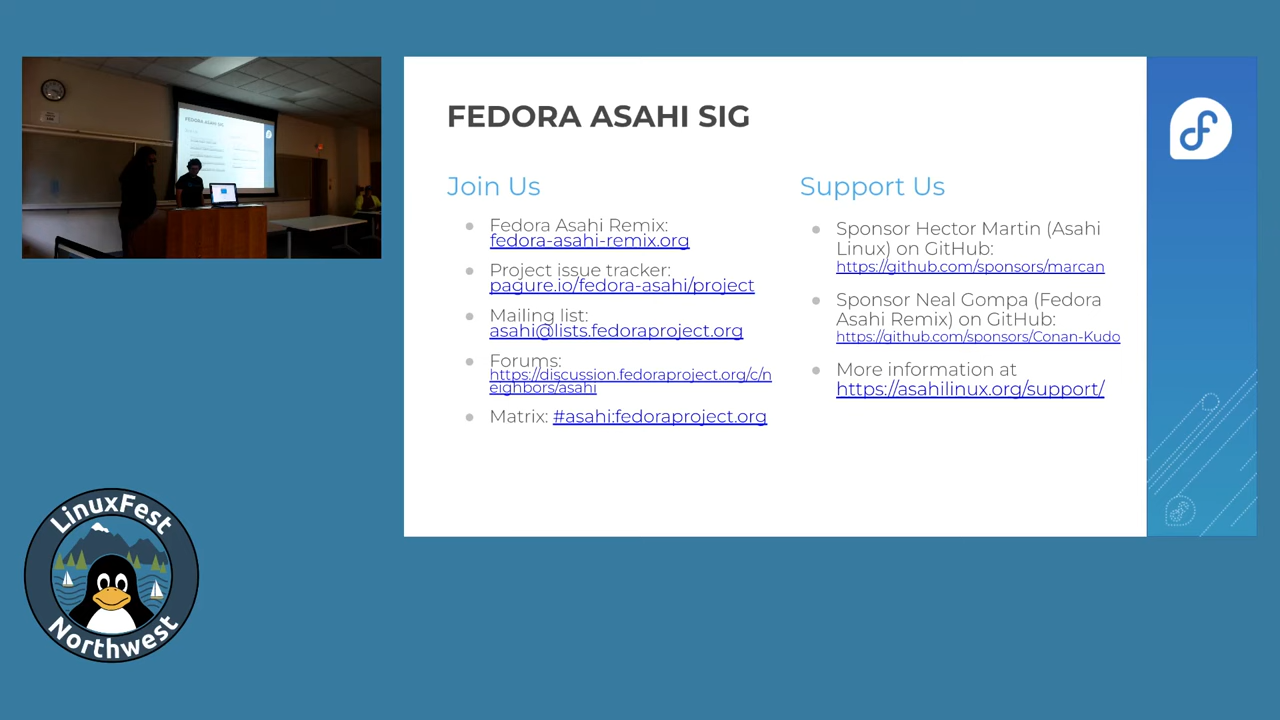 FEDORA ASAHI SIG
Join Us
Fedora Asahi Remix:
fedora-asahi-remix.org
Project issue tracker:
pagure.io/fedora-asahi/project
Mailing list:
asahi@lists.fedoraproject.org
Forums:
https://discussion.fedoraproject.org/c/n
eighbors/asahi
Matrix: #asahi:fedoraproject.org
Support Us
Sponsor Hector Martin (Asahi
Linux) on GitHub:
https://github.com/sponsors/marcan
Sponsor Neal Gompa (Fedora
Asahi Remix) on GitHub:
https://github.com/sponsors/Conan-Kudo
More information at
https://asahilinux.org/support/
LinuxFest
Northwest
FEDORA ASAHI SIG